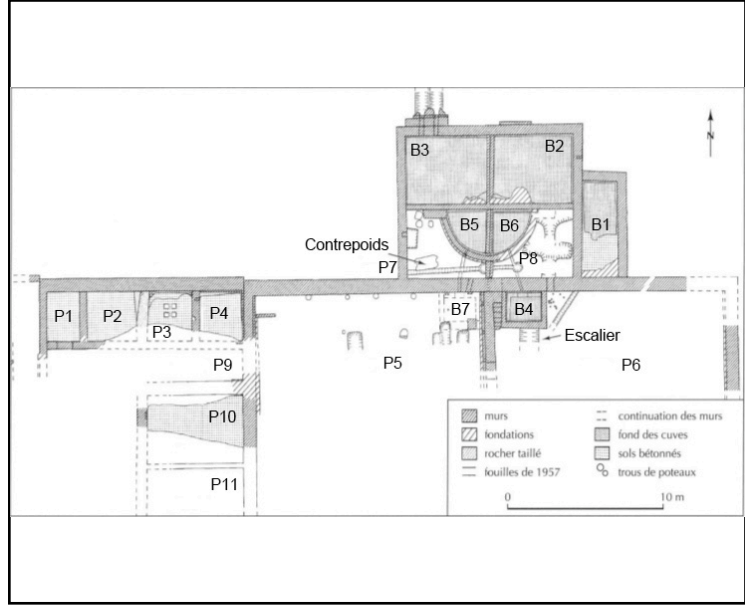 B3
B2
N
B1
B5
B6
Contrepoids
P8
P7
P1
P2
P4
B7
B4
P3
Escalier
P9
P5
P6
P10
P11
murs
continuation des murs
fondations
fond des cuves
rocher taillé
sols bétonnés
fouilles de 1957
trous de poteaux
0
10 m